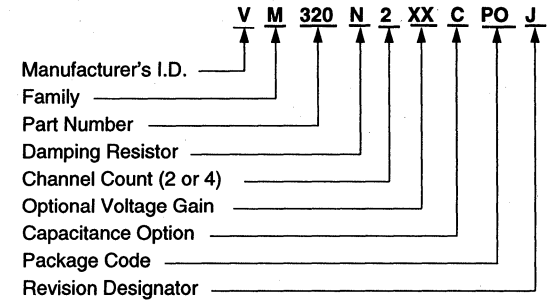 V M 320 N 2 XX C PO J
Manufacturer's I.D.
Family
Part Number
Damping Resistor
Channel Count (2 or 4)
Optional Voltage Gain
Capacitance Option
Package Code
Revision Designator